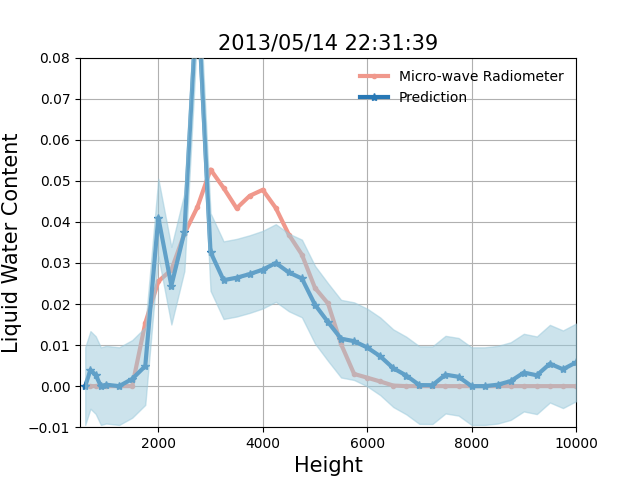 2013/05/14 22:31:39
Micro-wave Radiometer
Prediction
Liquid Water Content
0.08
0.07
0.06
0.05
0.04
0.03
0.02
0.01
0.00
−0.01
2000 4000 6000 8000 10000
Height